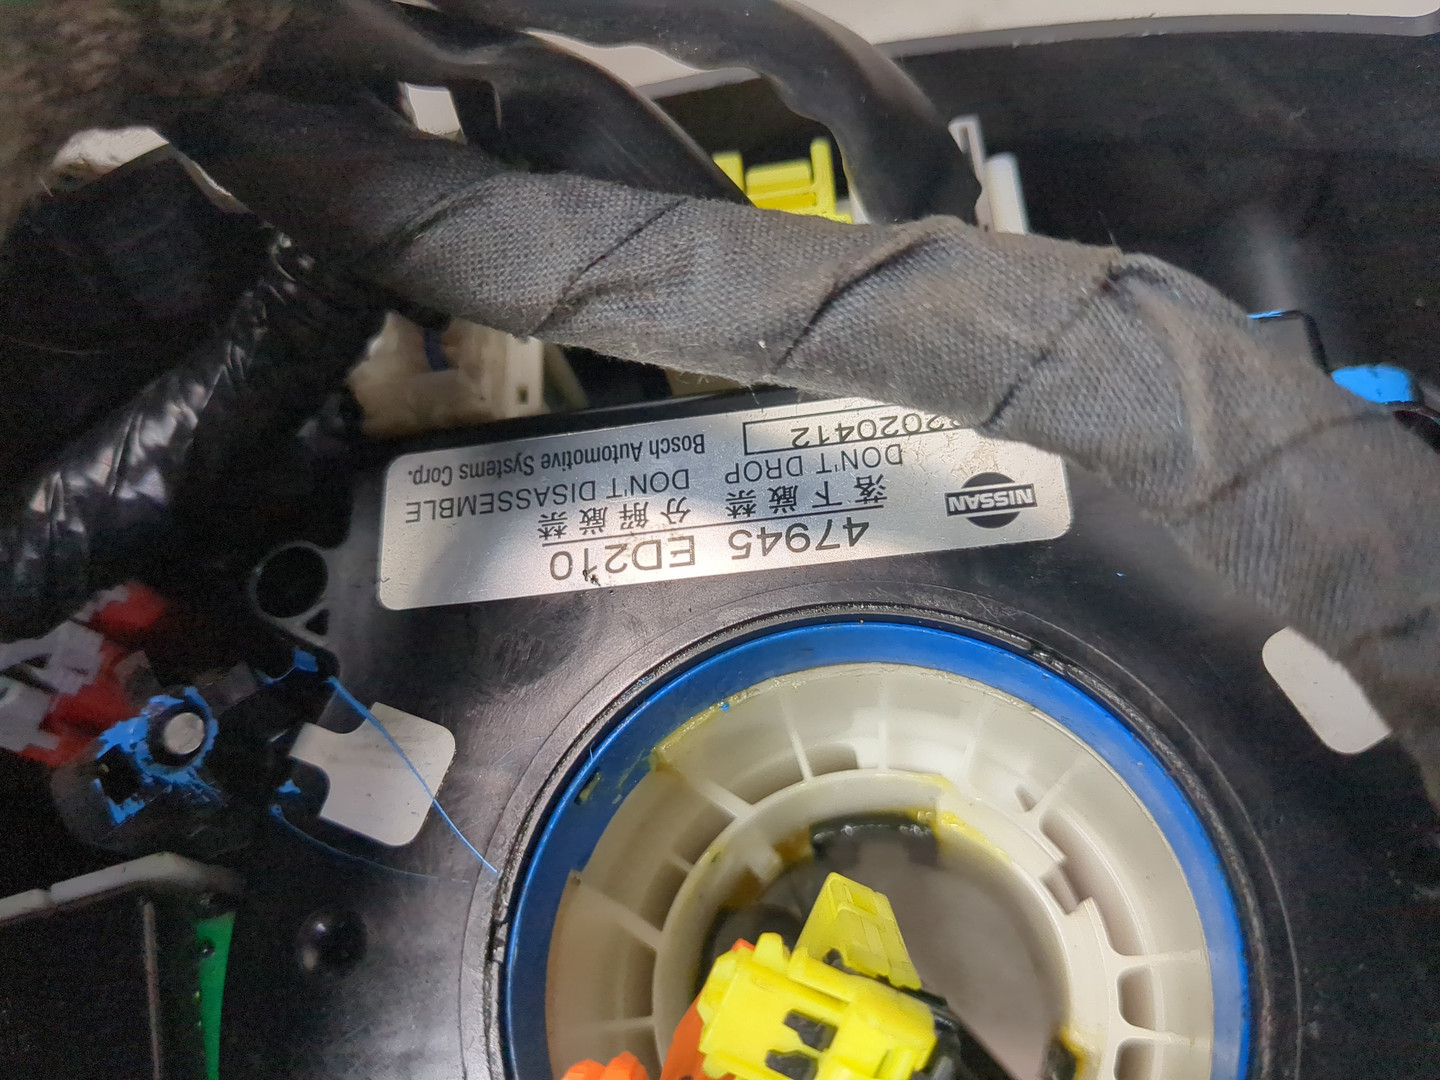 NISSAN
47945 ED210
落下厳禁 分解厳禁
DON'T DROP DON'T DISASSEMBLE
2020412 Bosch Automotive Systems Corp.